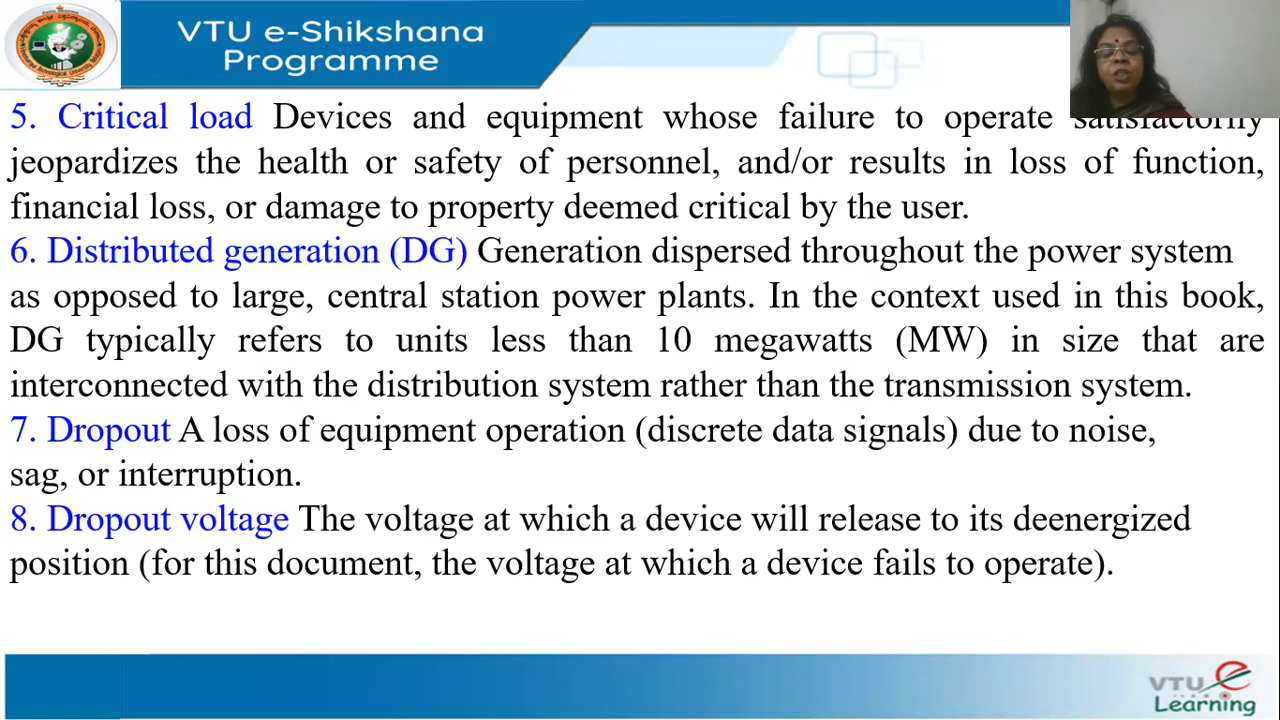 VTU e-Shikshana
Programme
5. Critical load Devices and equipment whose failure to operate satisfactorily
jeopardizes the health or safety of personnel, and/or results in loss of function,
financial loss, or damage to property deemed critical by the user.
6. Distributed generation (DG) Generation dispersed throughout the power system
as opposed to large, central station power plants. In the context used in this book,
DG typically refers to units less than 10 megawatts (MW) in size that are
interconnected with the distribution system rather than the transmission system.
7. Dropout A loss of equipment operation (discrete data signals) due to noise,
sag, or interruption.
8. Dropout voltage The voltage at which a device will release to its deenergized
position (for this document, the voltage at which a device fails to operate).
VTU e
Learning